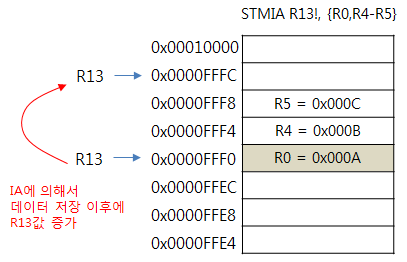 STMIA R13!, {R0,R4-R5}
0x00010000
R13
0x0000FFFC
0x0000FFF8
R5 = 0x000C
0x0000FFF4
R4 = 0x000B
R13
0x0000FFF0
R0 = 0x000A
IA에 의해서
데이터 저장 이후에
R13값 증가
0x0000FFEC
0x0000FFE8
0x0000FFE4